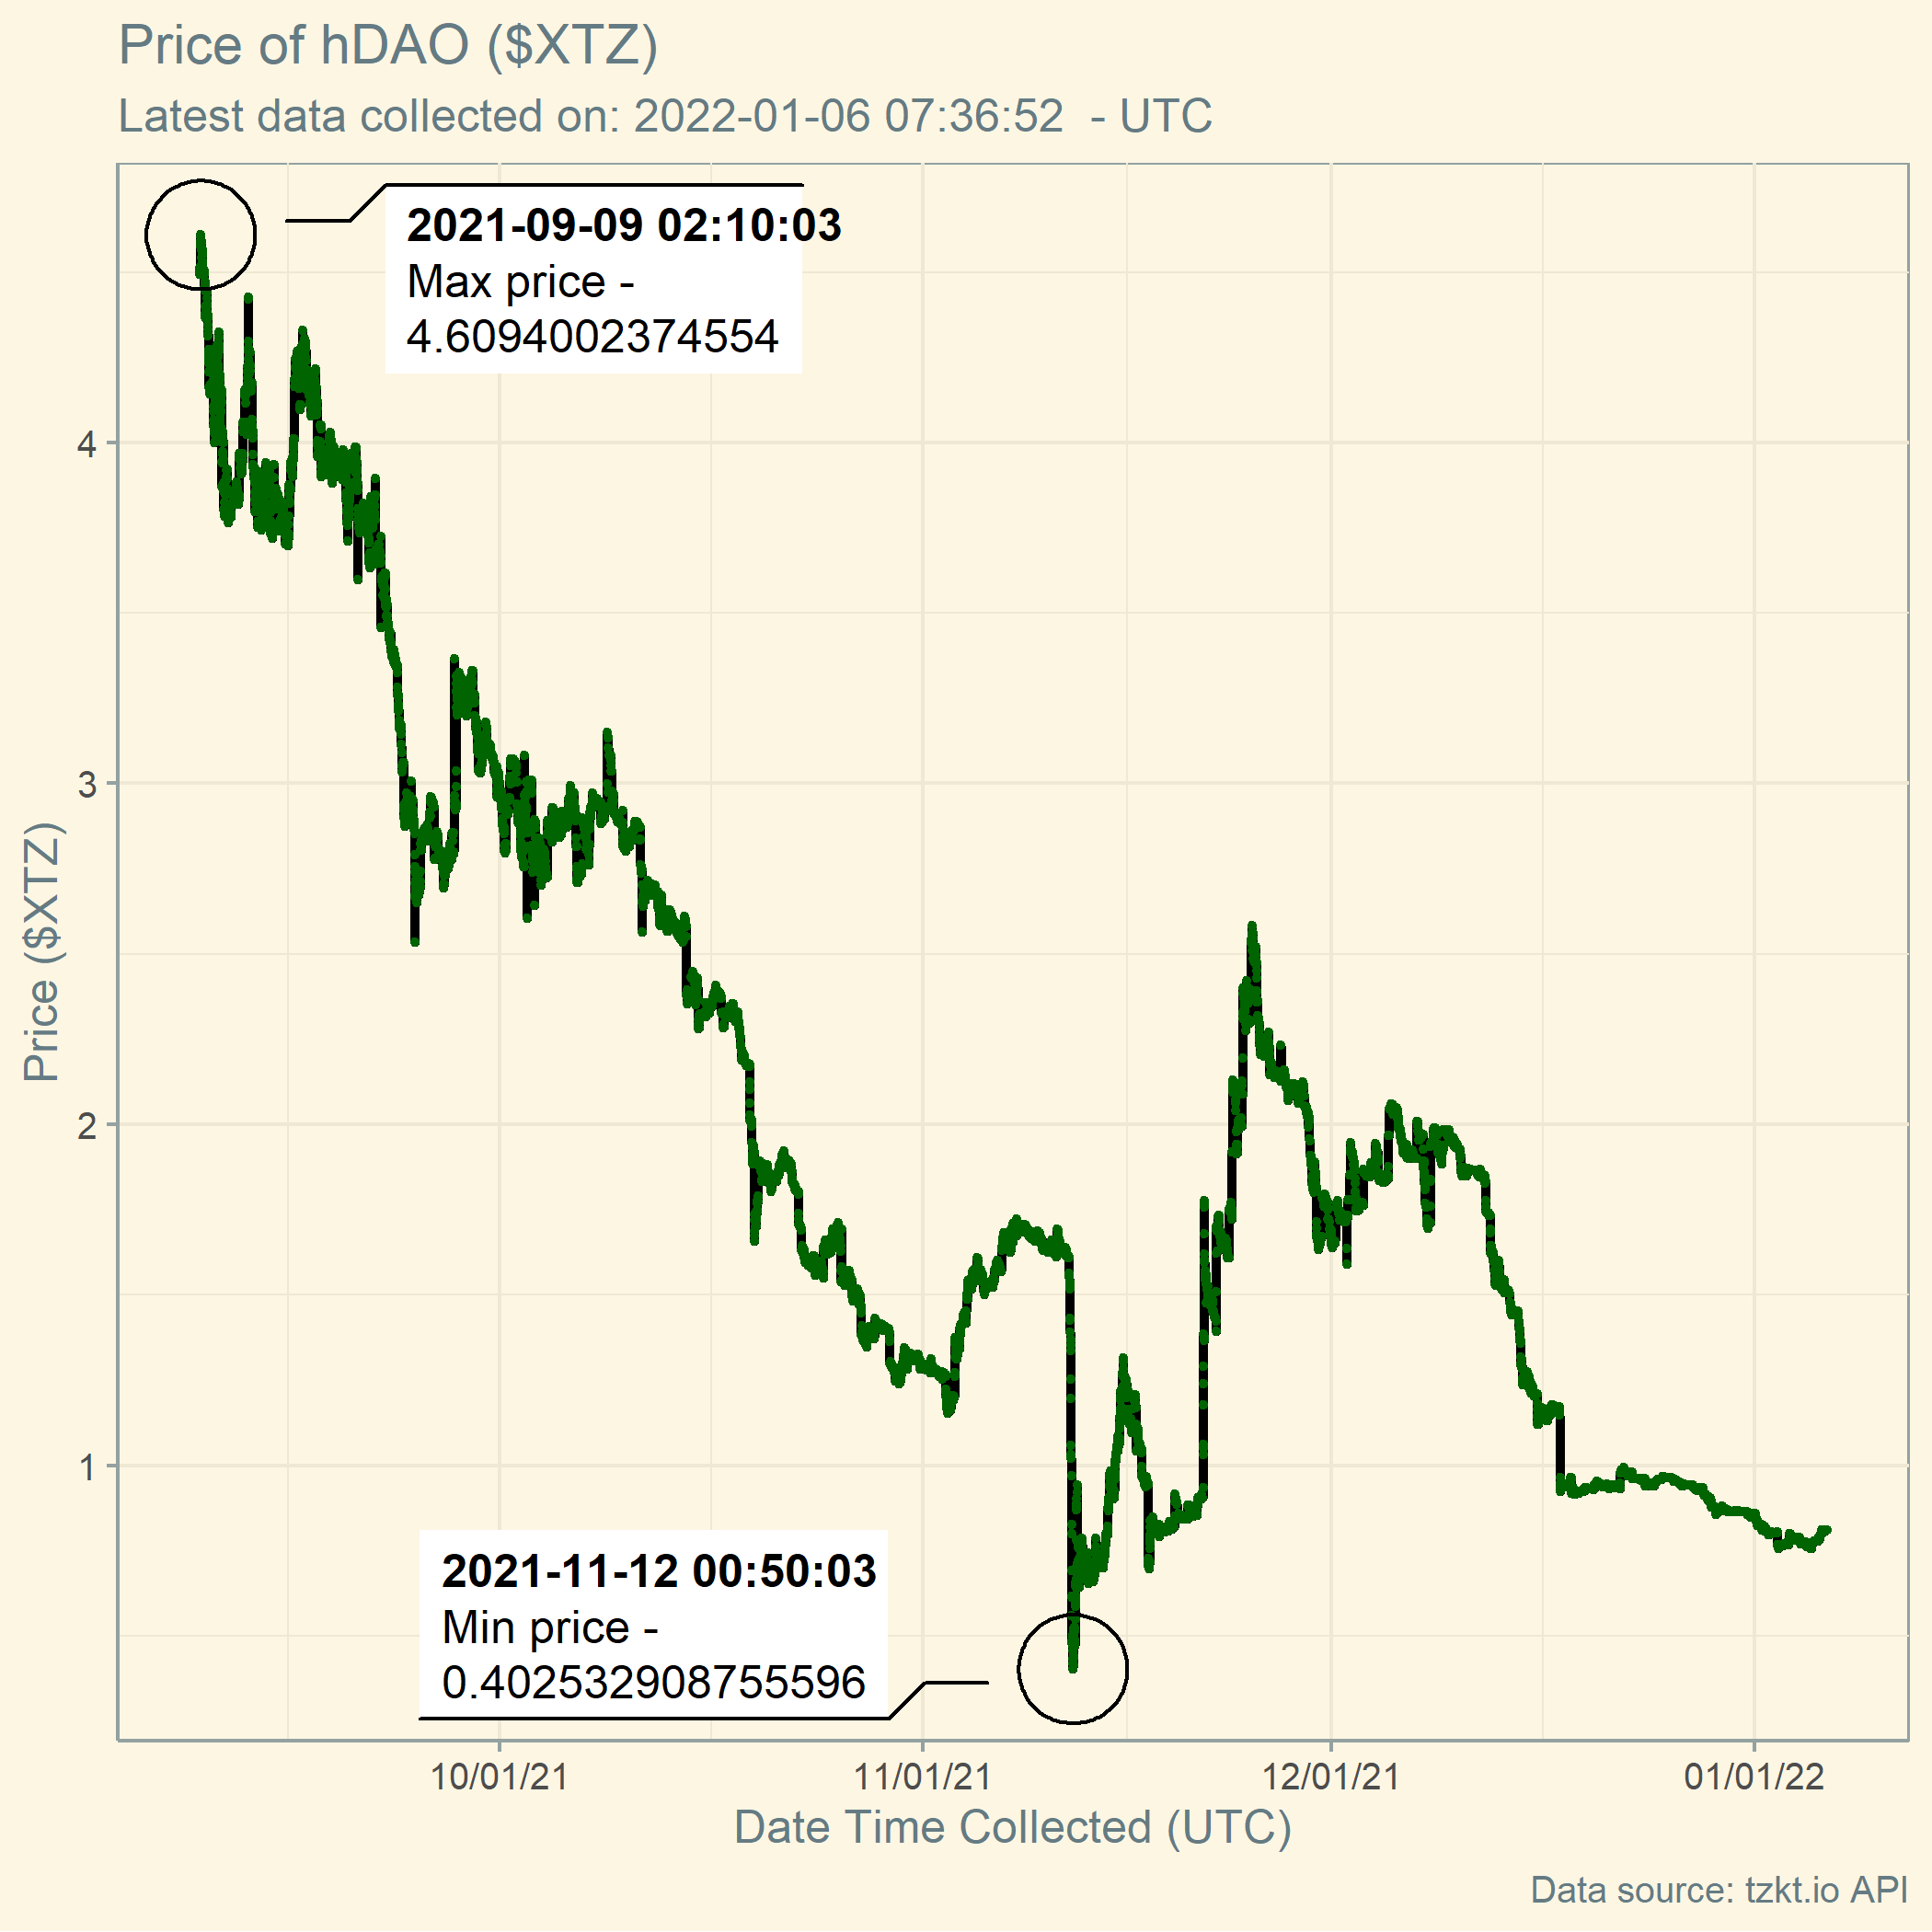 Price of hDAO ($XTZ)
Latest data collected on: 2022-01-06 07:36:52  - UTC
2021-09-09 02:10:03
Max price -
4.6094002374554
4
3
2
1
Price ($XTZ)
2021-11-12 00:50:03
Min price -
0.402532908755596
10/01/21
11/01/21
12/01/21
01/01/22
Date Time Collected (UTC)
Data source: tzkt.io API